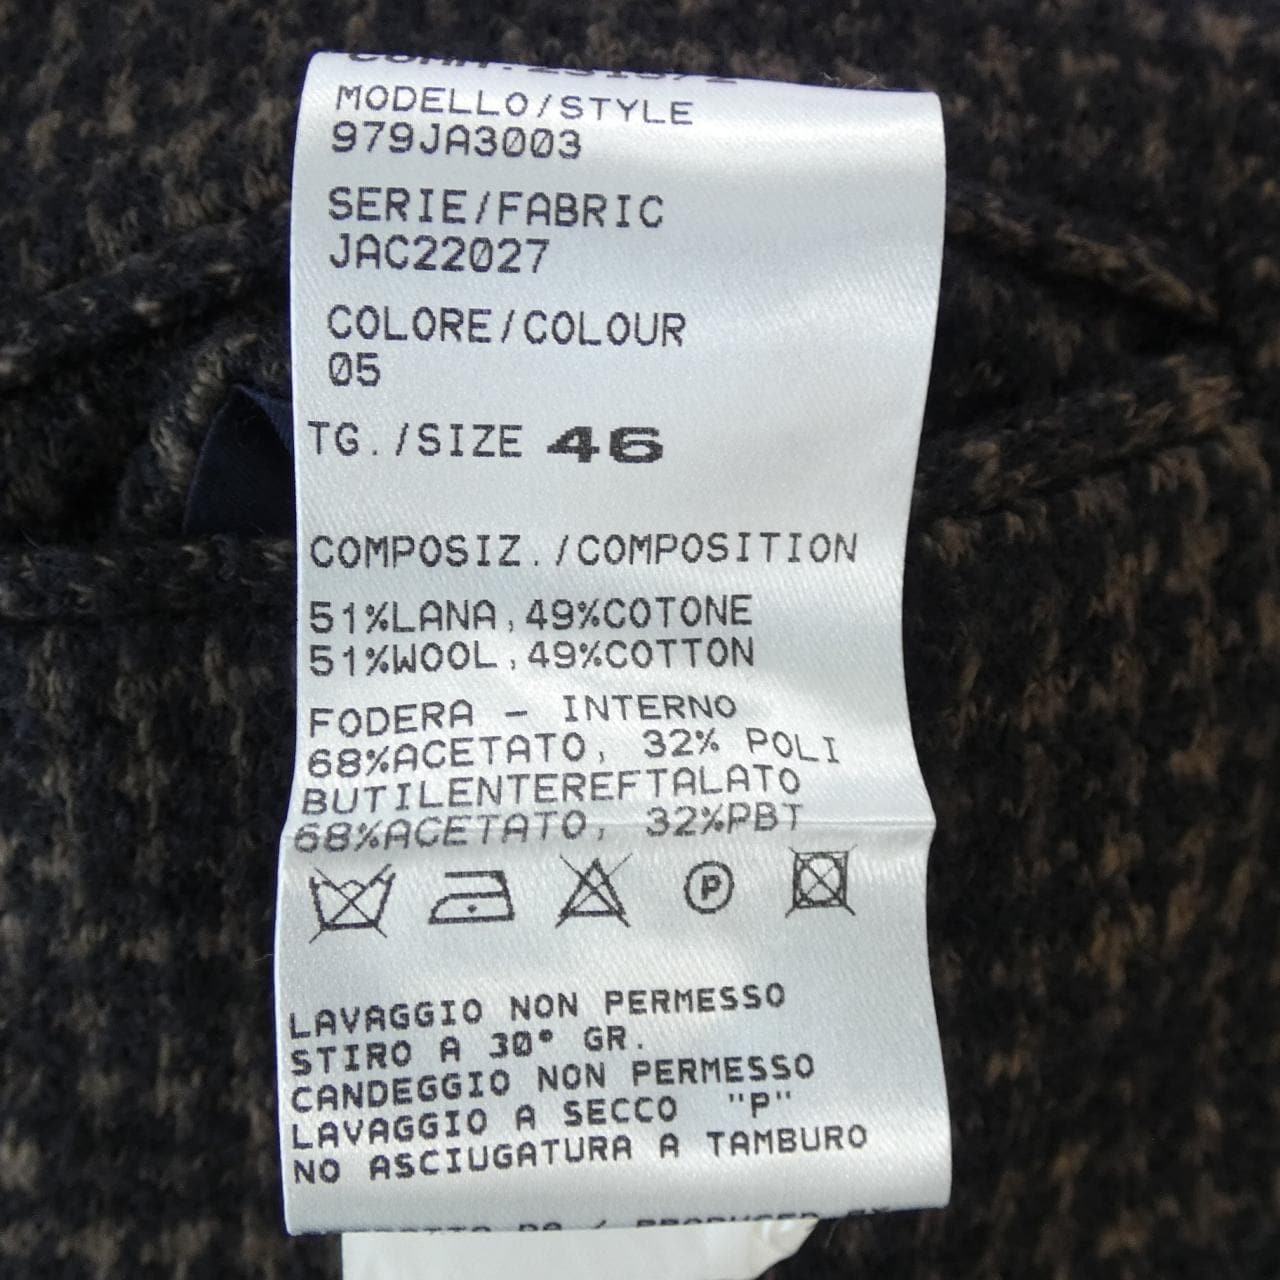 MODELLO/STYLE
979JA3003
SERIE/FABRIC
JAC22027
COLORE/COLOUR
05
TG./SIZE 46
COMPOSIZ./COMPOSITION
51%LANA,49%COTONE
51%WOOL,49%COTTON
FODERA - INTERNO
68%ACETATO, 32% POLI
BUTILENTEREFTALATO
68%ACETATO, 32%PBT
P
LAVAGGIO NON PERMESSO
STIRO A 30° GR.
CANDEGGIO NON PERMESSO
LAVAGGIO A SECCO "P"
NO ASCIUGATURA A TAMBURO